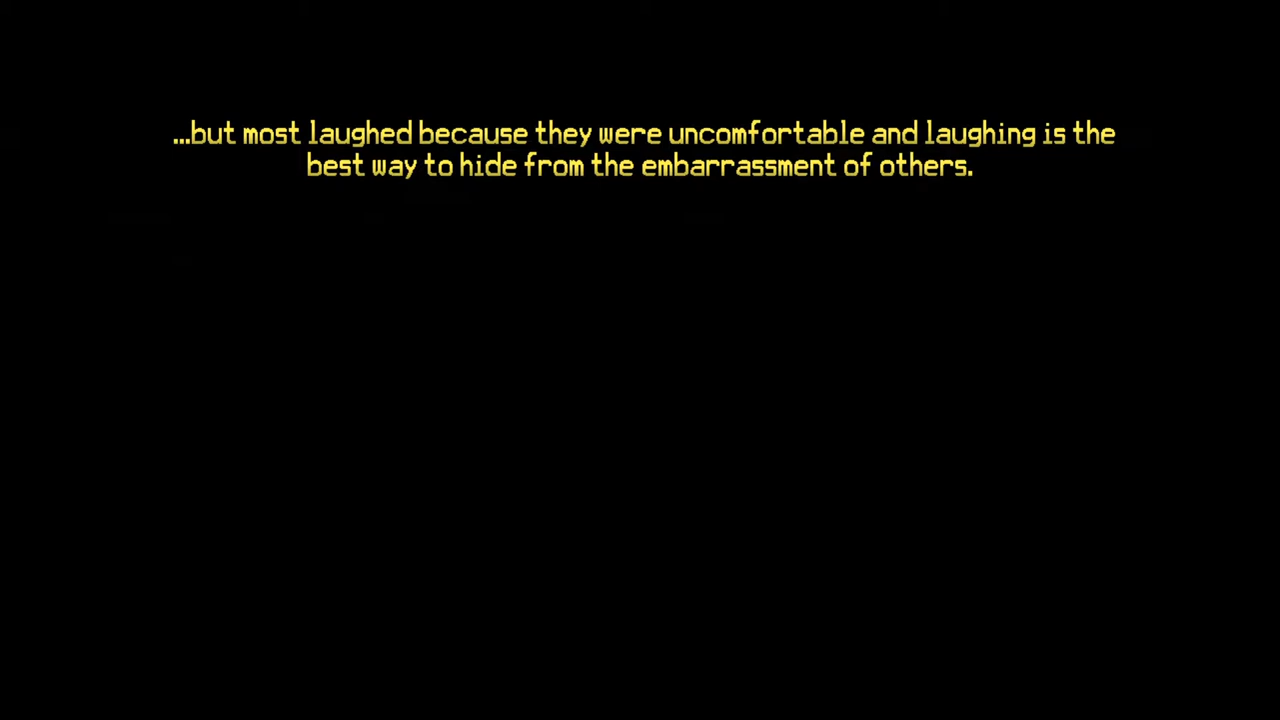 ...but most laughed because they were uncomfortable and laughing is the
best way to hide from the embarrassment of others.